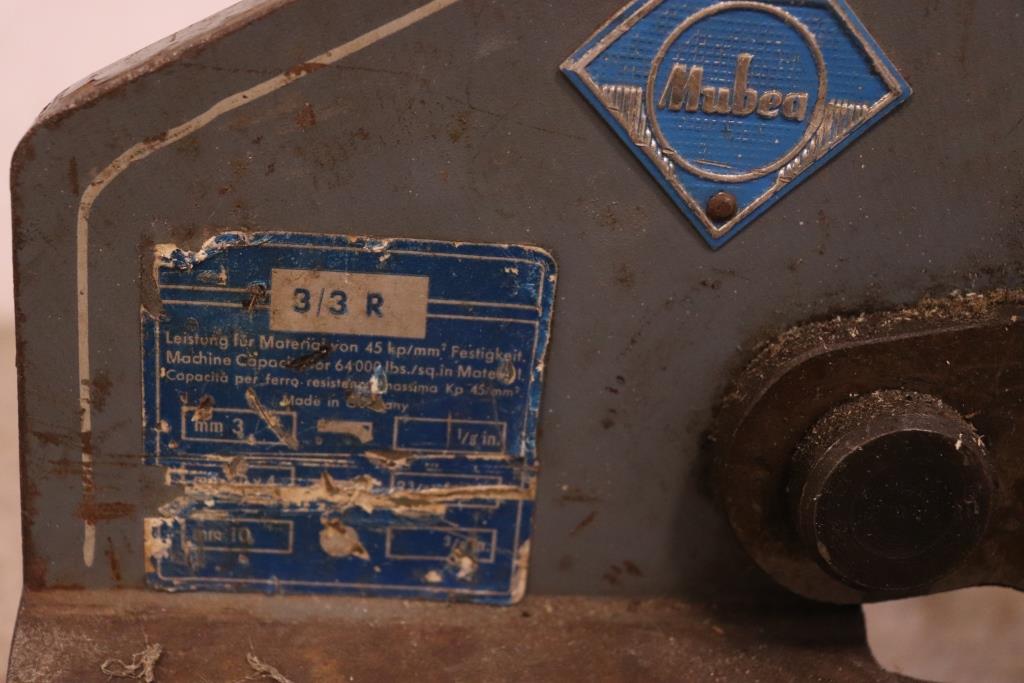 Mubea
3/3 R
Leistung für Material von 45 kp/mm² Festigkeit.
Machine Capacity for 64000 lbs./sq.in Material.
Capacità per ferro resistenza massima Kp 45/mm²
Made in Germany
mm 3 1/8 in.
mm 10